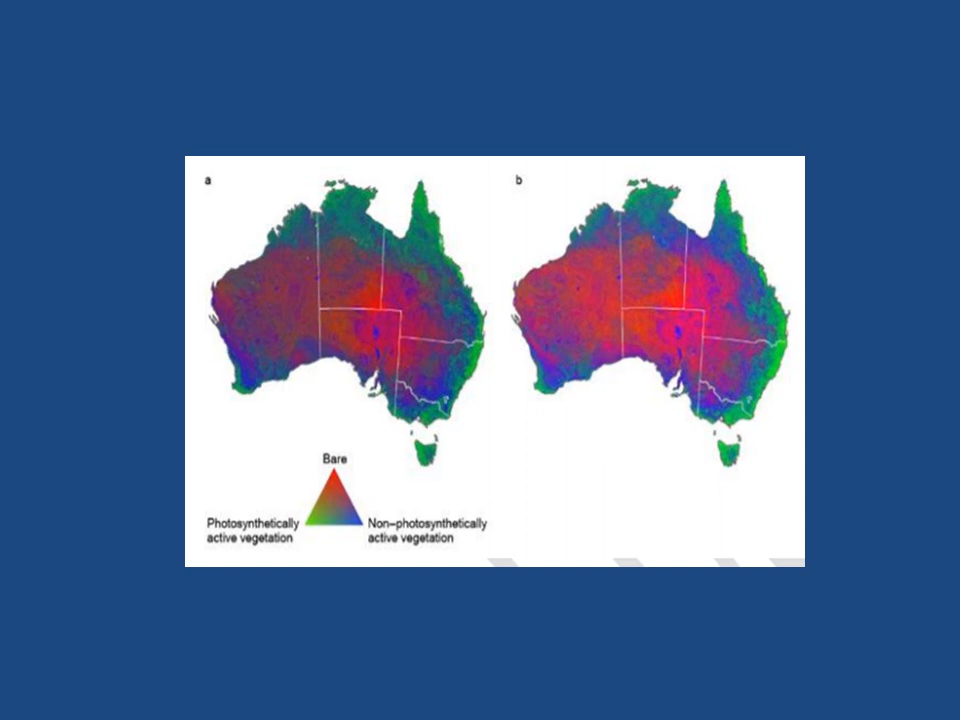 a
b
Bare
Photosynthetically
active vegetation
Non–photosynthetically
active vegetation